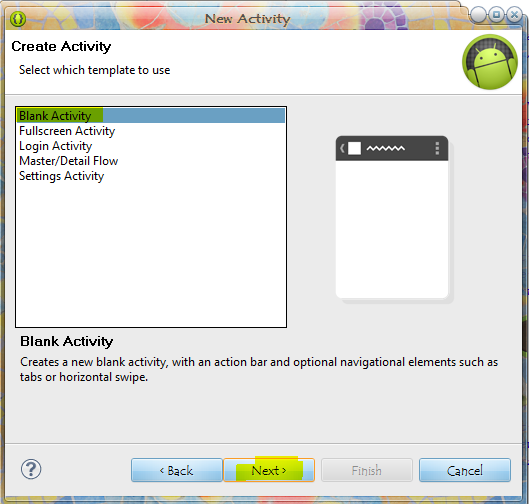 New Activity
Create Activity
Select which template to use
Blank Activity
Fullscreen Activity
Login Activity
Master/Detail Flow
Settings Activity
Blank Activity
Creates a new blank activity, with an action bar and optional navigational elements such as
tabs or horizontal swipe.
? < Back Next > Finish Cancel